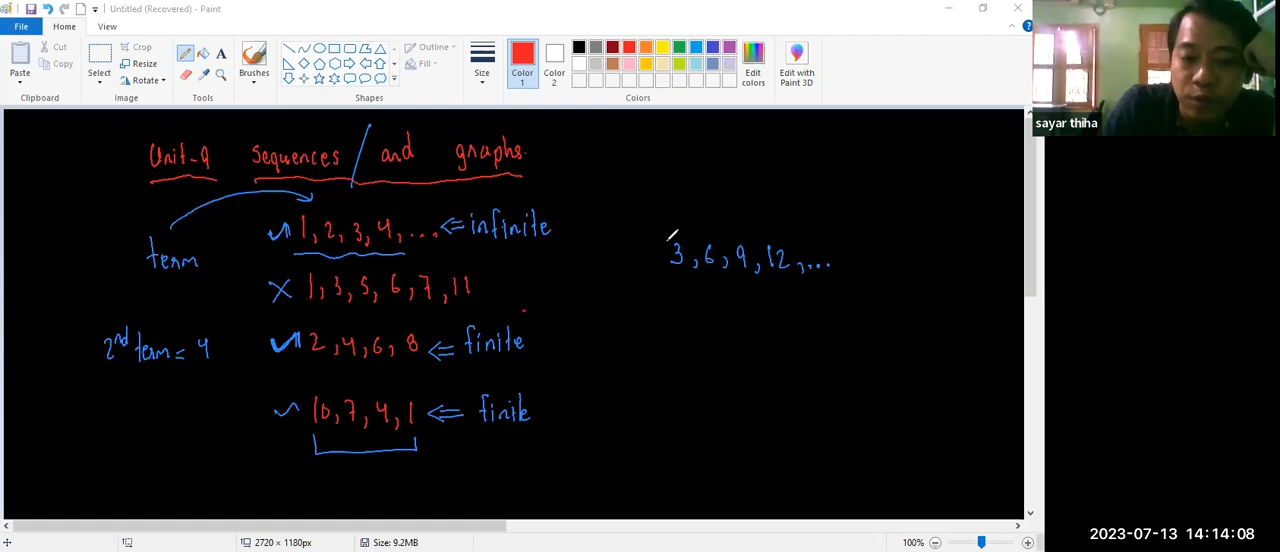 Untitled (Recovered) - Paint
File Home View
Cut Copy Paste Clipboard
Crop Resize Rotate Select Image
Tools
Brushes
Outline Fill Shapes
Size
Color 1 Color 2 Edit colors Colors
Edit with Paint 3D
sayar thiha
Unit-9 Sequences / and graphs.
term
1, 2, 3, 4, ... ⇐ infinite
3, 6, 9, 12, ...
1, 3, 5, 6, 7, 11
2nd term = 4
2, 4, 6, 8 ⇐ finite
10, 7, 4, 1 ⇐ finite
2720 × 1180px
Size: 9.2MB
100%
2023-07-13 14:14:08